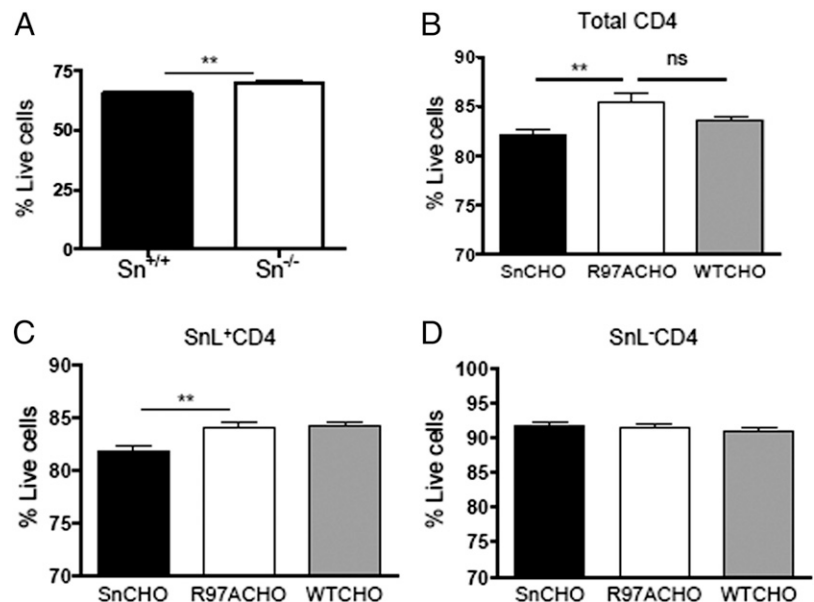 A
**
% Live cells
75
50
25
0
Sn+/+
Sn-/-
B
Total CD4
**
ns
% Live cells
90
85
80
75
70
SnCHO
R97ACHO
WTCHO
C
SnL+CD4
**
% Live cells
90
85
80
75
70
SnCHO
R97ACHO
WTCHO
D
SnL-CD4
% Live cells
100
95
90
85
80
75
70
SnCHO
R97ACHO
WTCHO